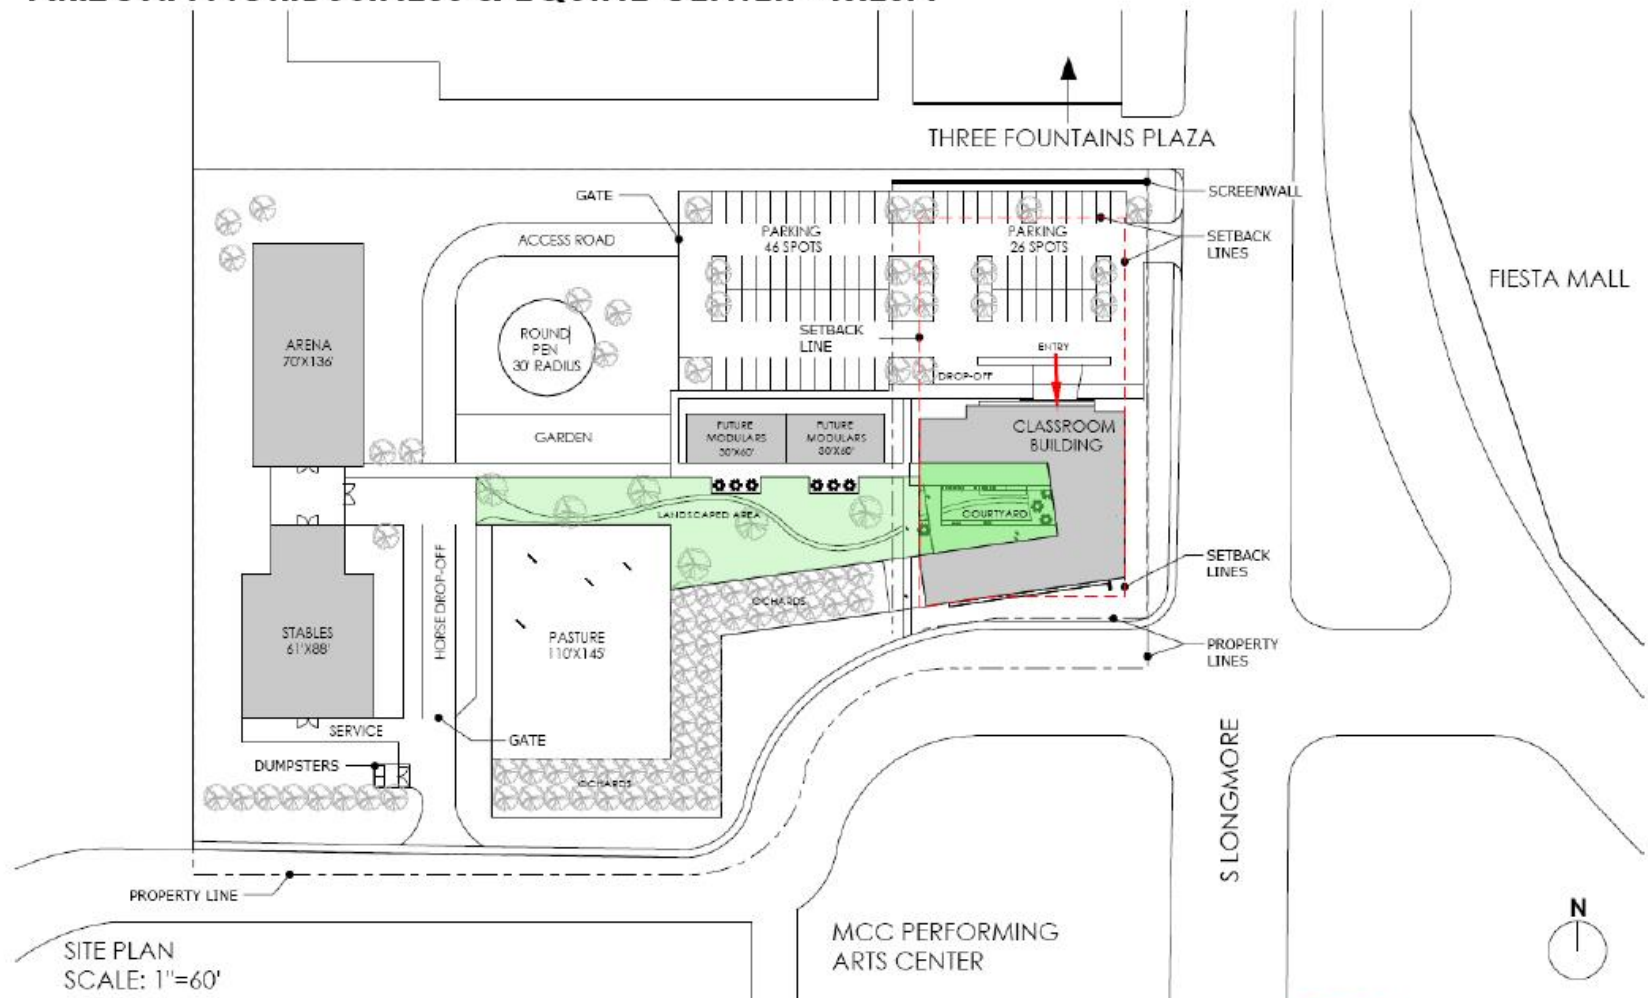 THREE FOUNTAINS PLAZA
SCREENWALL
GATE
ACCESS ROAD
PARKING
46 SPOTS
PARKING
26 SPOTS
SETBACK
LINES
FIESTA MALL
ARENA
70'X136'
ROUND
PEN
30' RADIUS
SETBACK
LINE
ENTRY
DROP-OFF
GARDEN
FUTURE
MODULARS
30'X60'
FUTURE
MODULARS
30'X60'
CLASSROOM
BUILDING
LANDSCAPED AREA
COURTYARD
SETBACK
LINES
HORSE DROP-OFF
OCHARDS
STABLES
61'X88'
PASTURE
110'X145'
PROPERTY
LINES
SERVICE
GATE
DUMPSTERS
OCHARDS
S LONGMORE
PROPERTY LINE
N
MCC PERFORMING
ARTS CENTER
SITE PLAN
SCALE: 1"=60'